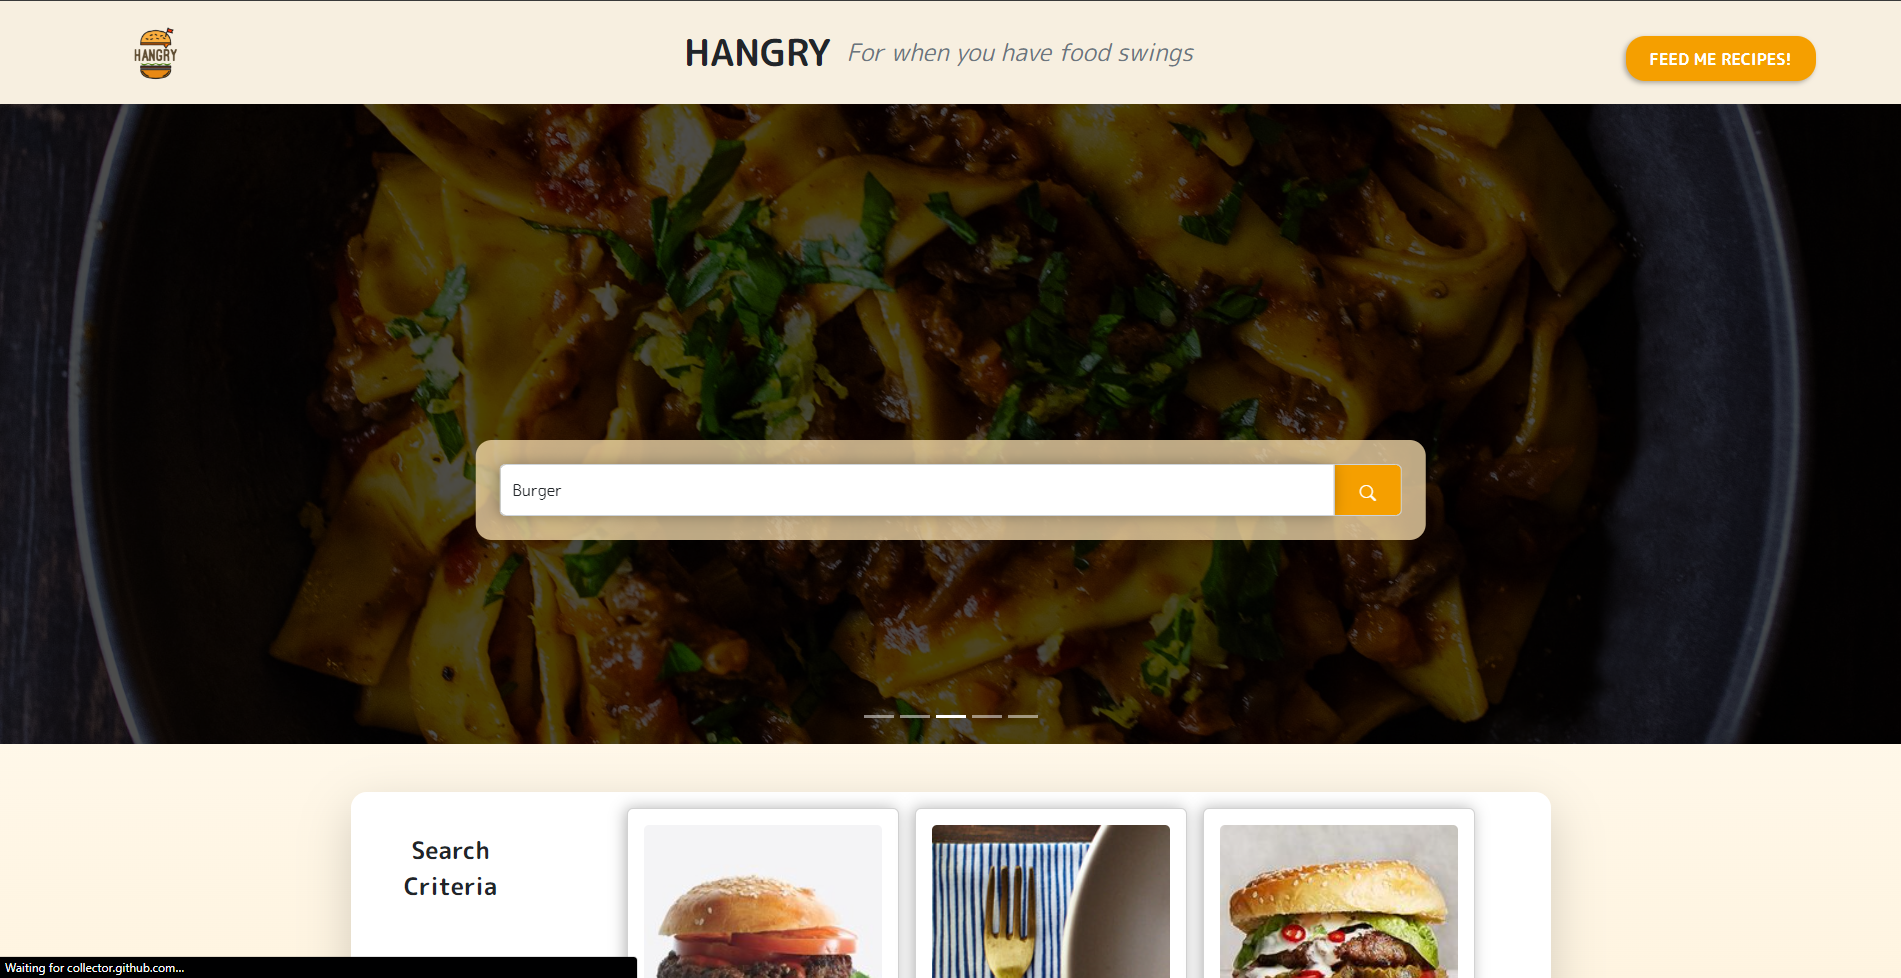 HANGRY
HANGRY For when you have food swings
FEED ME RECIPES!
Burger
Search
Criteria
Waiting for collector.github.com...